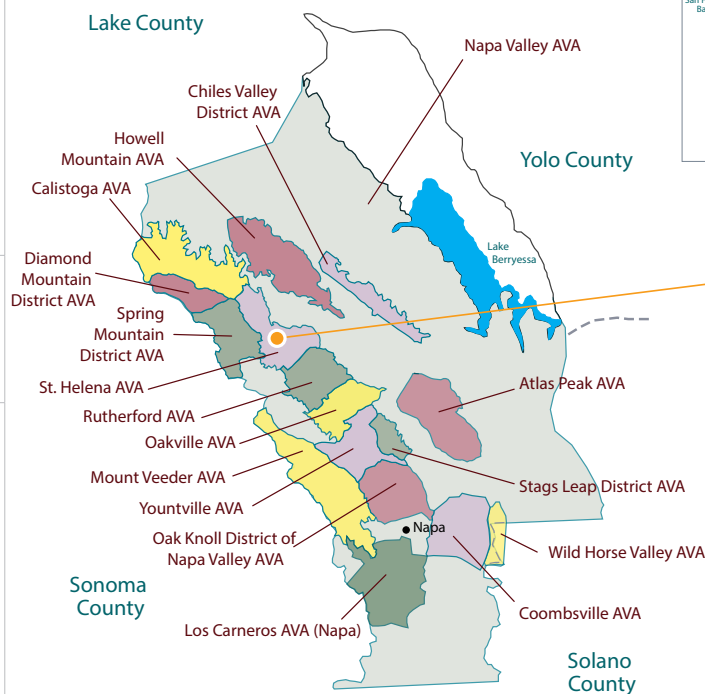 Lake County
Napa Valley AVA
Chiles Valley
District AVA
Howell
Mountain AVA
Yolo County
Calistoga AVA
Lake
Berryessa
Diamond
Mountain
District AVA
Spring
Mountain
District AVA
St. Helena AVA
Atlas Peak AVA
Rutherford AVA
Oakville AVA
Mount Veeder AVA
Stags Leap District AVA
Yountville AVA
Napa
Oak Knoll District of
Napa Valley AVA
Wild Horse Valley AVA
Sonoma
County
Coombsville AVA
Los Carneros AVA (Napa)
Solano
County